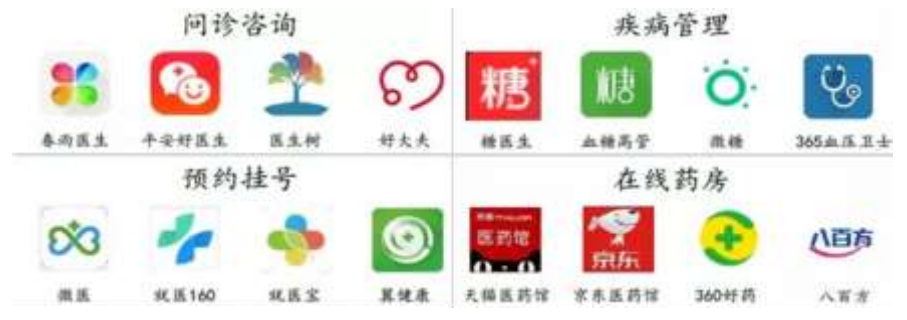 问诊咨询
春雨医生 平安好医生 医生树 好大夫
疾病管理
糖
糖
糖医生 血糖高管 微糖 365血压卫士
预约挂号
微医 就医160 就医宝 翼健康
在线药房
医药馆
京东
八百方
天猫医药馆 京东医药馆 360好药 八百方